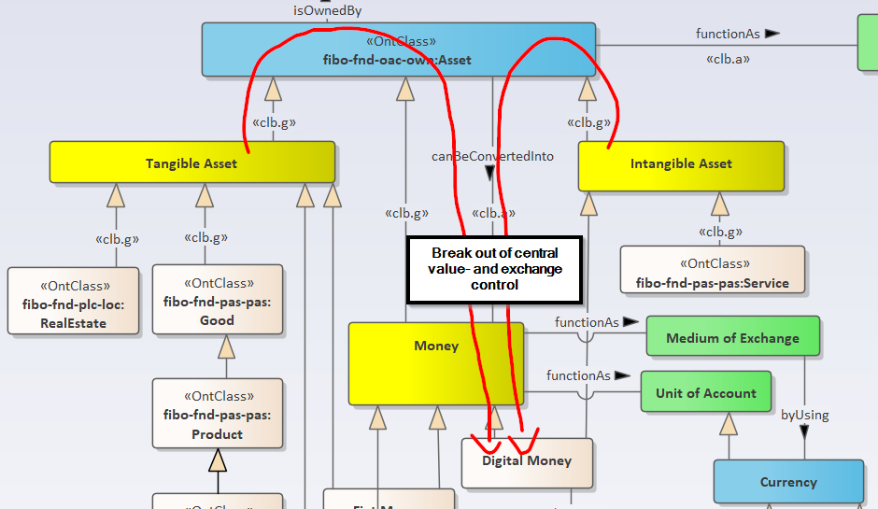 isOwnedBy
«OntClass»
fibo-fnd-oac-own:Asset
functionAs
«clb.a»
«clb.g»
«clb.g»
Tangible Asset
canBeConvertedInto
Intangible Asset
«clb.g»
«clb.g»
«clb.g»
«clb.a»
«clb.g»
Break out of central
value- and exchange
control
«OntClass»
fibo-fnd-plc-loc:
RealEstate
«OntClass»
fibo-fnd-pas-pas:
Good
«OntClass»
fibo-fnd-pas-pas:Service
functionAs
Money
Medium of Exchange
functionAs
Unit of Account
«OntClass»
fibo-fnd-pas-pas:
Product
byUsing
Digital Money
Currency
«OntClass»